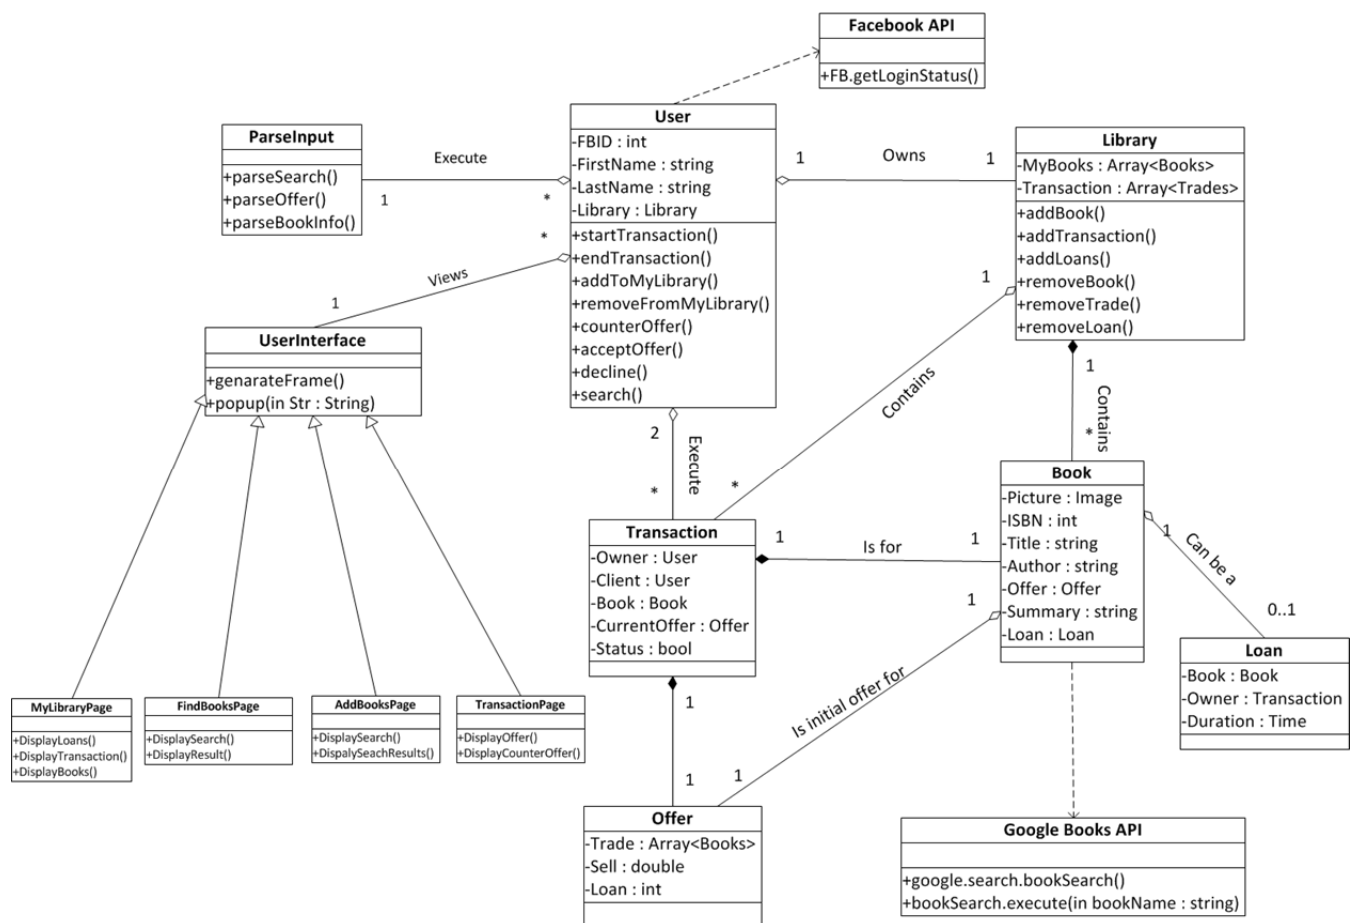 Facebook API
+FB.getLoginStatus()
User
-FBID : int
-FirstName : string
-LastName : string
-Library : Library
+startTransaction()
+endTransaction()
+addToMyLibrary()
+removeFromMyLibrary()
+counterOffer()
+acceptOffer()
+decline()
+search()
ParseInput
+parseSearch()
+parseOffer()
+parseBookInfo()
Execute
1
*
1
Owns
1
Library
-MyBooks : Array<Books>
-Transaction : Array<Trades>
+addBook()
+addTransaction()
+addLoans()
+removeBook()
+removeTrade()
+removeLoan()
*
Views
1
UserInterface
+genarateFrame()
+popup(in Str : String)
2
Execute
*
1
Contains
*
1
Contains
*
Book
-Picture : Image
-ISBN : int
-Title : string
-Author : string
-Offer : Offer
-Summary : string
-Loan : Loan
Transaction
-Owner : User
-Client : User
-Book : Book
-CurrentOffer : Offer
-Status : bool
1
Is for
1
1
Can be a
0..1
Loan
-Book : Book
-Owner : Transaction
-Duration : Time
1
Is initial offer for
1
1
1
MyLibraryPage
+DisplayLoans()
+DisplayTransaction()
+DisplayBooks()
FindBooksPage
+DisplaySearch()
+DisplayResult()
AddBooksPage
+DisplaySearch()
+DispalySeachResults()
TransactionPage
+DisplayOffer()
+DisplayCounterOffer()
Offer
-Trade : Array<Books>
-Sell : double
-Loan : int
Google Books API
+google.search.bookSearch()
+bookSearch.execute(in bookName : string)